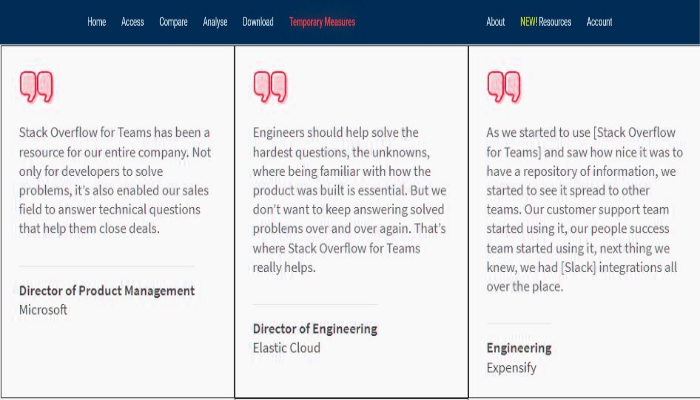 Home Access Compare Analyse Download Temporary Measures About NEW! Resources Account
Stack Overflow for Teams has been a
resource for our entire company. Not
only for developers to solve
problems, it's also enabled our sales
field to answer technical questions
that help them close deals.
Director of Product Management
Microsoft
Engineers should help solve the
hardest questions, the unknowns,
where being familiar with how the
product was built is essential. But we
don't want to keep answering solved
problems over and over again. That's
where Stack Overflow for Teams
really helps.
Director of Engineering
Elastic Cloud
As we started to use [Stack Overflow
for Teams] and saw how nice it was to
have a repository of information, we
started to see it spread to other
teams. Our customer support team
started using it, our people success
team started using it, next thing we
knew, we had [Slack] integrations all
over the place.
Engineering
Expensify